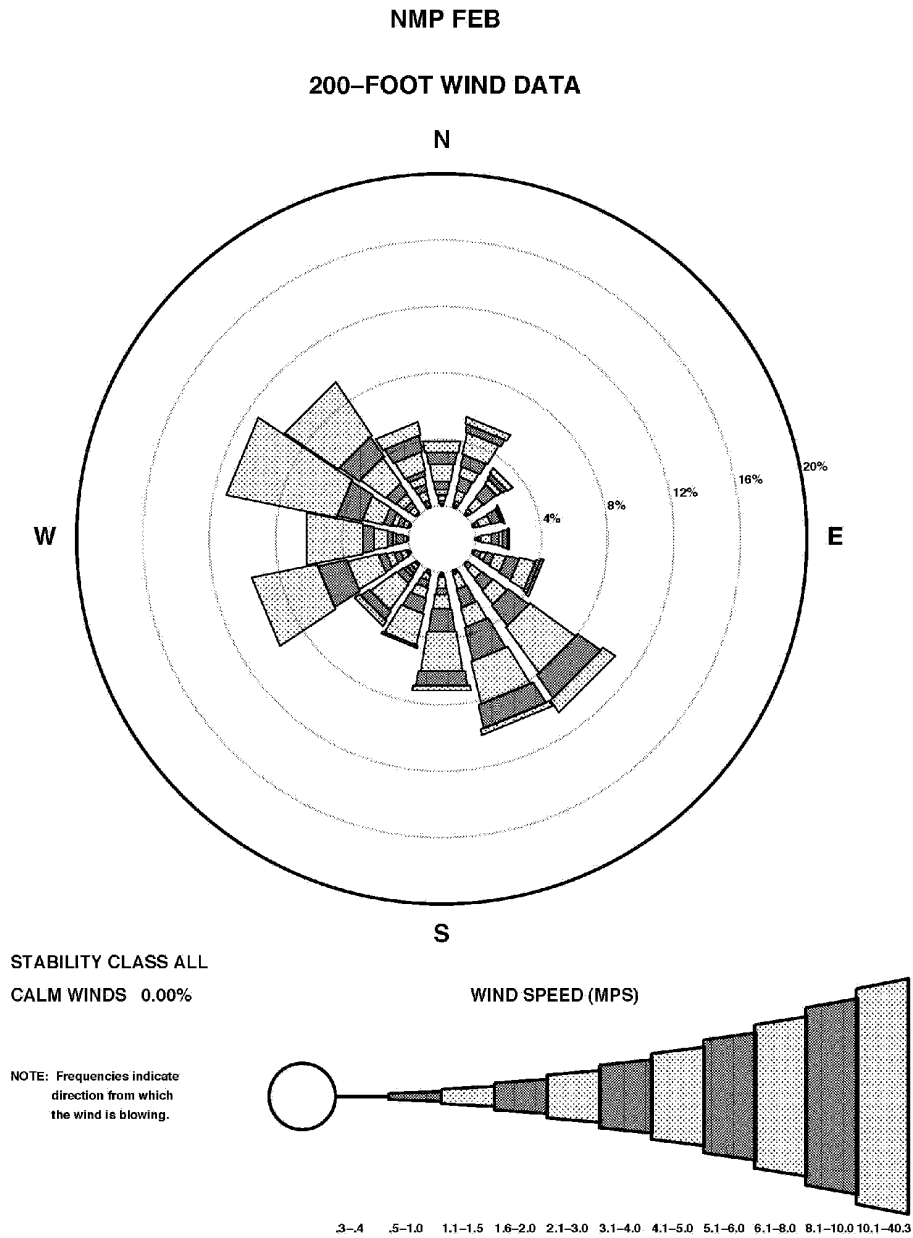 NMP FEB
200–FOOT WIND DATA
N
20%
16%
12%
8%
4%
W
E
S
STABILITY CLASS ALL
CALM WINDS 0.00%
WIND SPEED (MPS)
NOTE: Frequencies indicate
direction from which
the wind is blowing.
.3–.4 .5–1.0 1.1–1.5 1.6–2.0 2.1–3.0 3.1–4.0 4.1–5.0 5.1–6.0 6.1–8.0 8.1–10.0 10.1–40.3